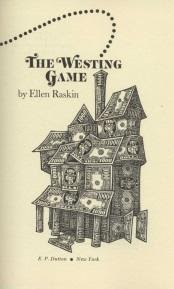 THE WESTING
GAME
by Ellen Raskin
E. P. Dutton • New York